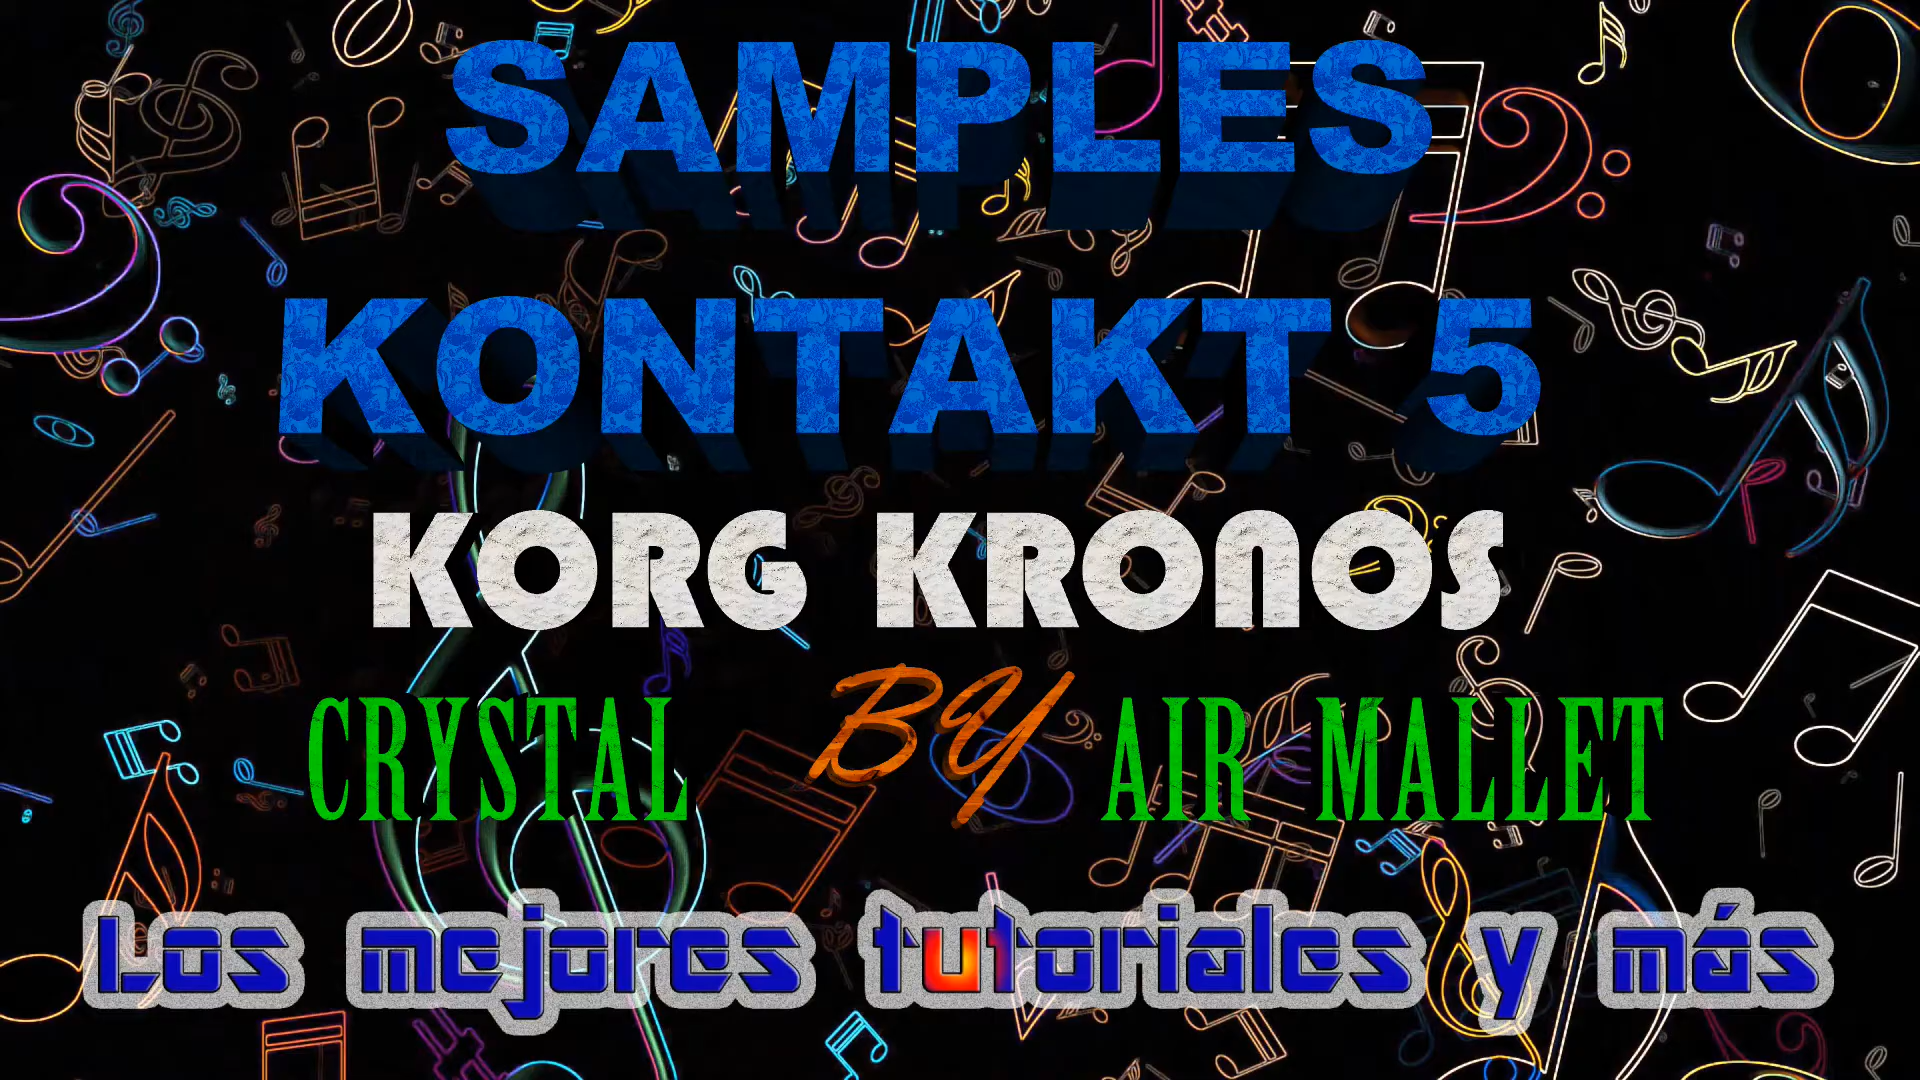 SAMPLES
KONTAKT 5
KORG KRONOS
CRYSTAL BY AIR MALLET
Los mejores tutoriales y más